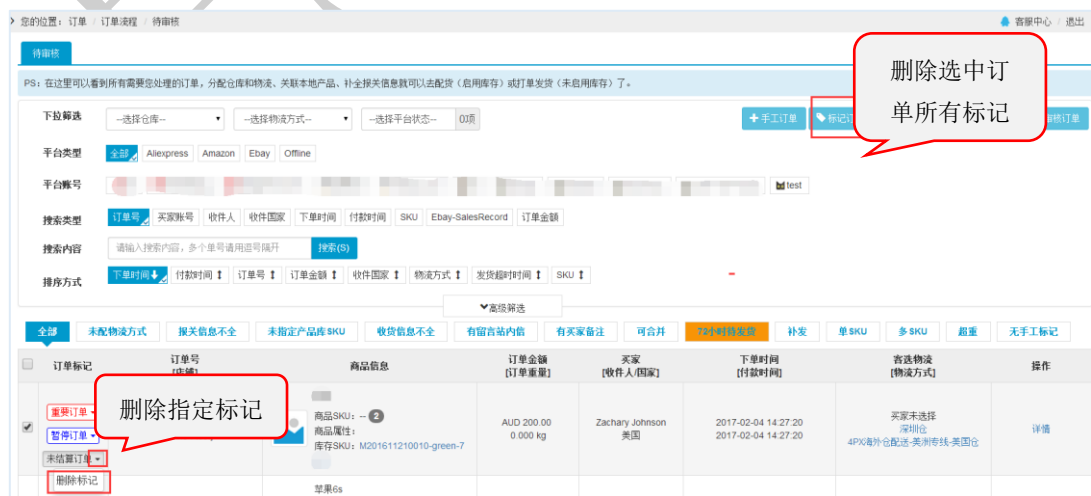 您的位置：订单 / 订单流程 / 待审核
客服中心 / 退出
待审核
PS：在这里可以看到所有需要您处理的订单，分配仓库和物流、关联本地产品、补全报关信息就可以去配货（启用库存）或打单发货（未启用库存）了。
删除选中订
单所有标记
下拉筛选 --选择仓库-- --选择物流方式-- --选择平台状态-- 0项 手工订单 标记订 核订单
平台类型 全部 Aliexpress Amazon Ebay Offline
平台账号 test
搜索类型 订单号 买家账号 收件人 收件国家 下单时间 付款时间 SKU Ebay-SalesRecord 订单金额
搜索内容 请输入搜索内容，多个单号请用逗号隔开 搜索(S)
排序方式 下单时间 付款时间 订单号 订单金额 收件国家 物流方式 发货超时时间 SKU
高级筛选
全部 未配物流方式 报关信息不全 未指定产品库SKU 收货信息不全 有留言站内信 有买家备注 可合并 72小时待发货 补发 单SKU 多SKU 超重 无手工标记
订单标记 订单号 商品信息 订单金额 买家 下单时间 客选物流 操作
[店铺] [订单重量] [收件人/国家] [付款时间] [物流方式]
删除指定标记
重要订单
暂停订单
未结算订单
删除标记
商品SKU：-- 2
商品属性：
库存SKU：M201611210010-green-7
AUD 200.00
0.000 kg
Zachary Johnson
美国
2017-02-04 14:27:20
2017-02-04 14:27:20
买家未选择
深圳仓
4PX海外仓配送-美洲专线-美国仓
详情
苹果6s